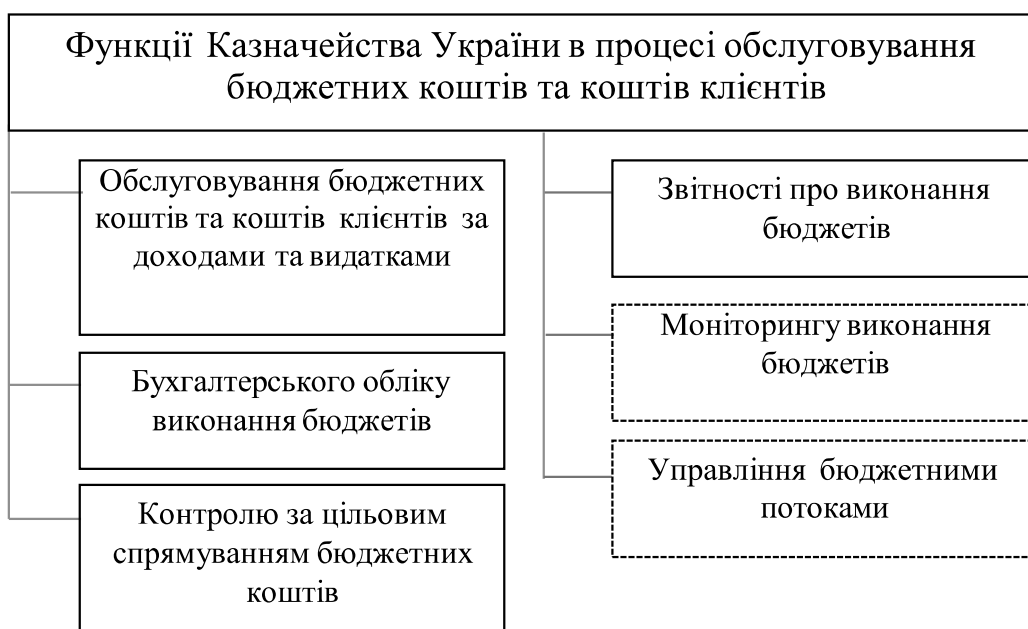 Функції Казначейства України в процесі обслуговування
бюджетних коштів та коштів клієнтів
Обслуговування бюджетних
коштів та коштів клієнтів за
доходами та видатками
Бухгалтерського обліку
виконання бюджетів
Контролю за цільовим
спрямуванням бюджетних
коштів
Звітності про виконання
бюджетів
Моніторингу виконання
бюджетів
Управління бюджетними
потоками